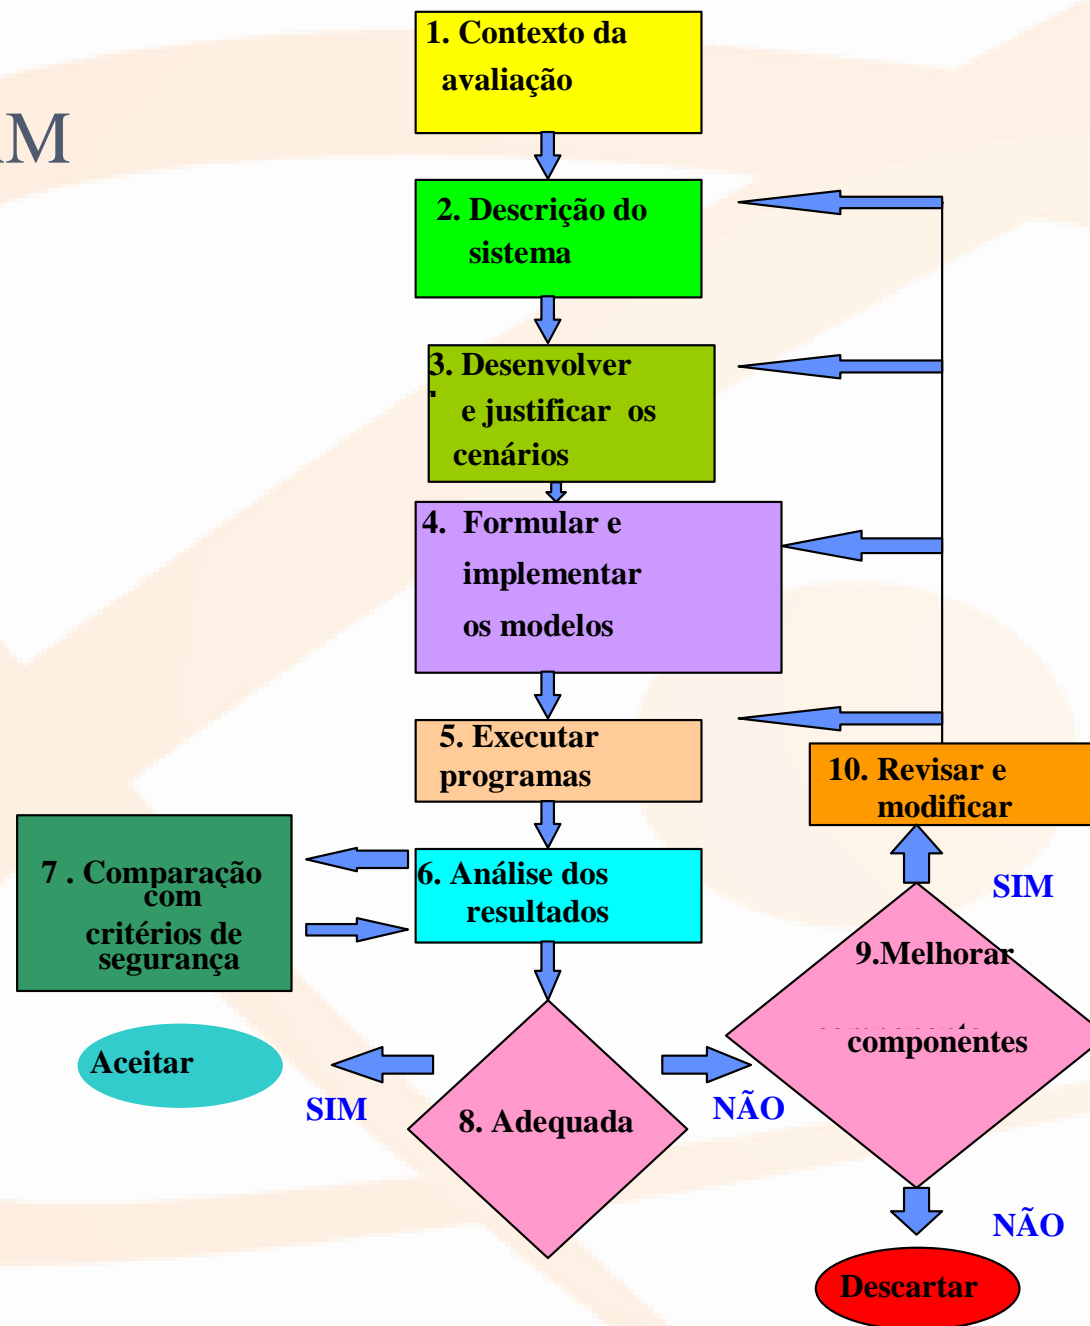 1. Contexto da
avaliação
2. Descrição do
sistema
3. Desenvolver
e justificar os
cenários
4. Formular e
implementar
os modelos
5. Executar
programas
10. Revisar e
modificar
7 . Comparação
com
critérios de
segurança
6. Análise dos
resultados
SIM
9.Melhorar
componentes
Aceitar
SIM
8. Adequada
NÃO
NÃO
Descartar